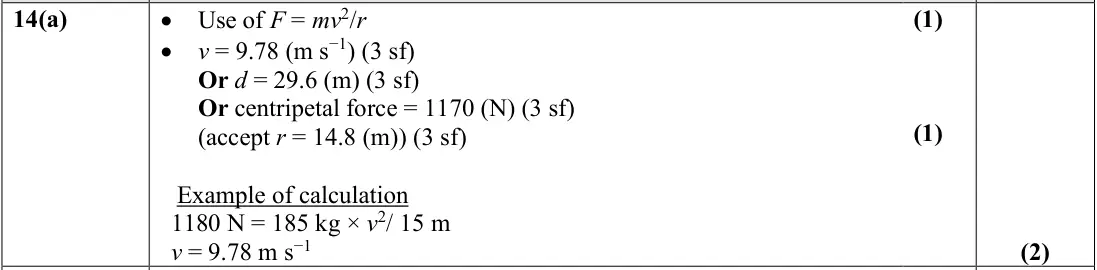 14(a)
• Use of F = mv²/r (1)
• v = 9.78 (m s⁻¹) (3 sf)
Or d = 29.6 (m) (3 sf)
Or centripetal force = 1170 (N) (3 sf)
(accept r = 14.8 (m)) (3 sf) (1)
Example of calculation
1180 N = 185 kg × v²/ 15 m
v = 9.78 m s⁻¹ (2)